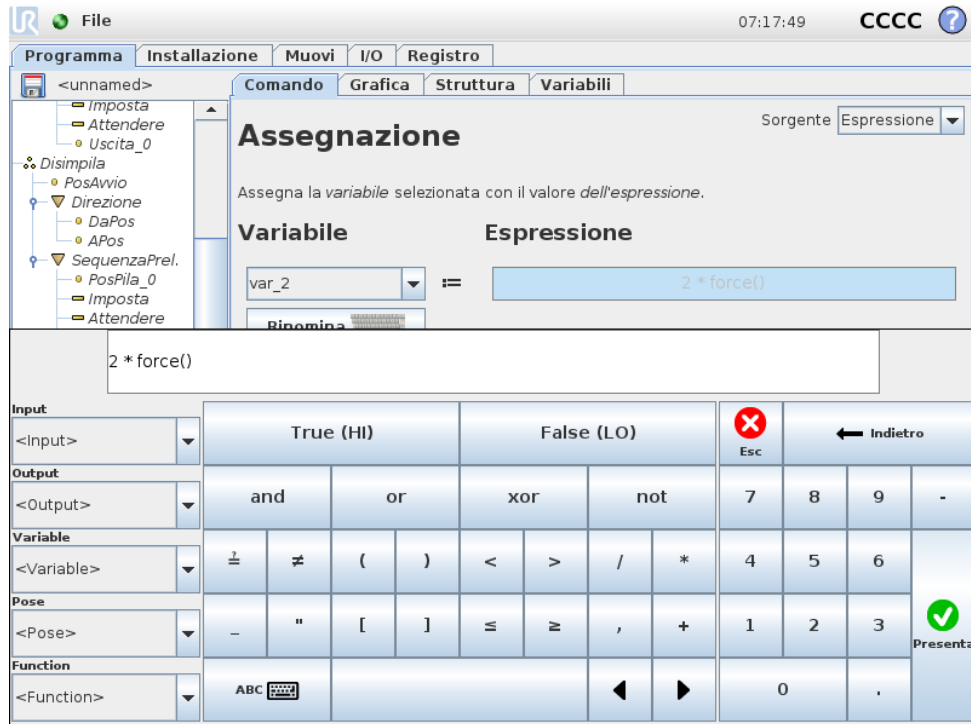 UR File 07:17:49 CCCC ?
Programma Installazione Muovi I/O Registro
<unnamed> Comando Grafica Struttura Variabili
Imposta
Attendere
Uscita_0
Disimpila
PosAvvio
Direzione
DaPos
APos
SequenzaPrel.
PosPila_0
Imposta
Attendere
Assegnazione
Sorgente Espressione
Assegna la variabile selezionata con il valore dell'espressione.
Variabile Espressione
var_2 := 2 * force()
Rinomina
2 * force()
Input
<Input> True (HI) False (LO) Esc Indietro
Output
<Output> and or xor not 7 8 9 -
Variable
<Variable> ≟ ≠ ( ) < > / * 4 5 6
Pose
<Pose> _ " [ ] ≤ ≥ , + 1 2 3 Presenta
Function
<Function> ABC 0 .